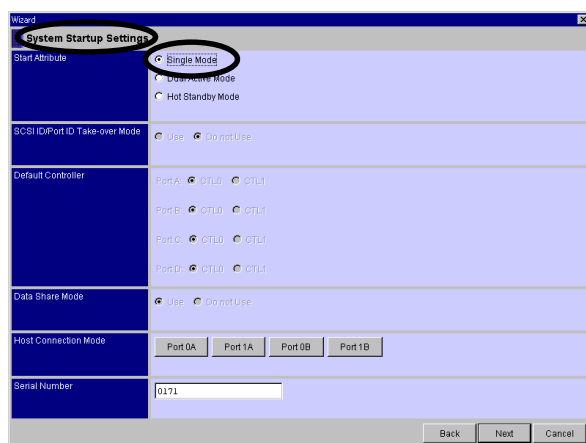 Wizard
System Startup Settings
Start Attribute
Single Mode
Dual Active Mode
Hot Standby Mode
SCSI ID/Port ID Take-over Mode
Use Do not Use
Default Controller
Port A: CTL0 CTL1
Port B: CTL0 CTL1
Port C: CTL0 CTL1
Port D: CTL0 CTL1
Data Share Mode
Use Do not Use
Host Connection Mode
Port 0A Port 1A Port 0B Port 1B
Serial Number
0171
Back Next Cancel